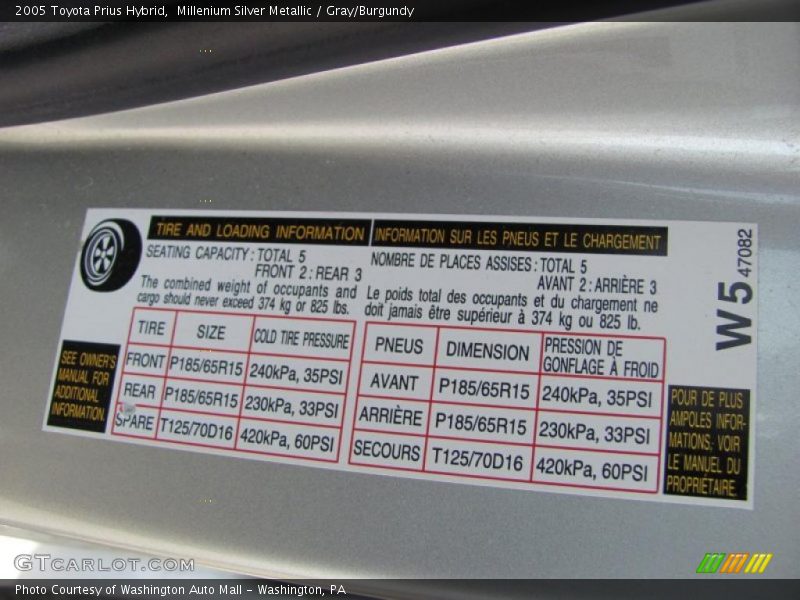 2005 Toyota Prius Hybrid, Millenium Silver Metallic / Gray/Burgundy
TIRE AND LOADING INFORMATION
SEATING CAPACITY: TOTAL 5
FRONT 2: REAR 3
The combined weight of occupants and
cargo should never exceed 374 kg or 825 lbs.
TIRE SIZE COLD TIRE PRESSURE
FRONT P185/65R15 240kPa, 35PSI
REAR P185/65R15 230kPa, 33PSI
SPARE T125/70D16 420kPa, 60PSI
SEE OWNER'S
MANUAL FOR
ADDITIONAL
INFORMATION
INFORMATION SUR LES PNEUS ET LE CHARGEMENT
NOMBRE DE PLACES ASSISES: TOTAL 5
AVANT 2: ARRIÈRE 3
Le poids total des occupants et du chargement ne
doit jamais être supérieur à 374 kg ou 825 lb.
PNEUS DIMENSION PRESSION DE
GONFLAGE À FROID
AVANT P185/65R15 240kPa, 35PSI
ARRIÈRE P185/65R15 230kPa, 33PSI
SECOURS T125/70D16 420kPa, 60PSI
W5 47082
POUR DE PLUS
AMPOLES INFOR-
MATIONS, VOIR
LE MANUEL DU
PROPRIÉTAIRE.
GTCARLOT.COM
Photo Courtesy of Washington Auto Mall - Washington, PA